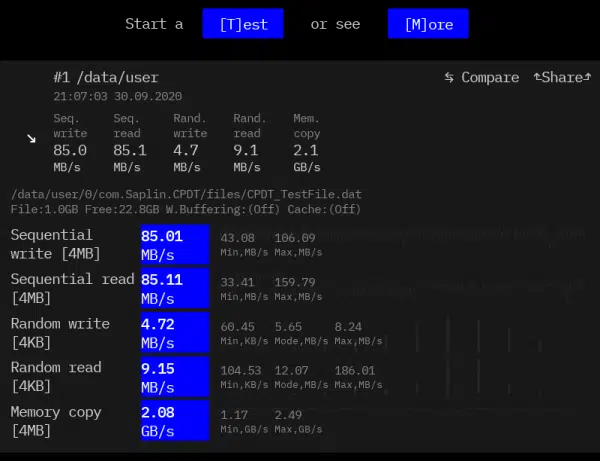 Start a [T]est or see [M]ore
#1 /data/user ⇆ Compare ⮤Share⮥
21:07:03 30.09.2020
Seq. Seq. Rand. Rand. Mem.
write read write read copy
↘ 85.0 85.1 4.7 9.1 2.1
MB/s MB/s MB/s MB/s GB/s
/data/user/0/com.Saplin.CPDT/files/CPDT_TestFile.dat
File:1.0GB Free:22.8GB W.Buffering:(Off) Cache:(Off)
Sequential 85.01 43.08 106.09
write [4MB] MB/s Min,MB/s Max,MB/s
Sequential read 85.11 33.41 159.79
[4MB] MB/s Min,MB/s Max,MB/s
Random write 4.72 60.45 5.65 8.24
[4KB] MB/s Min,KB/s Mode,MB/s Max,MB/s
Random read 9.15 104.53 12.07 186.01
[4KB] MB/s Min,KB/s Mode,MB/s Max,MB/s
Memory copy 2.08 1.17 2.49
[4MB] GB/s Min,GB/s Max,GB/s